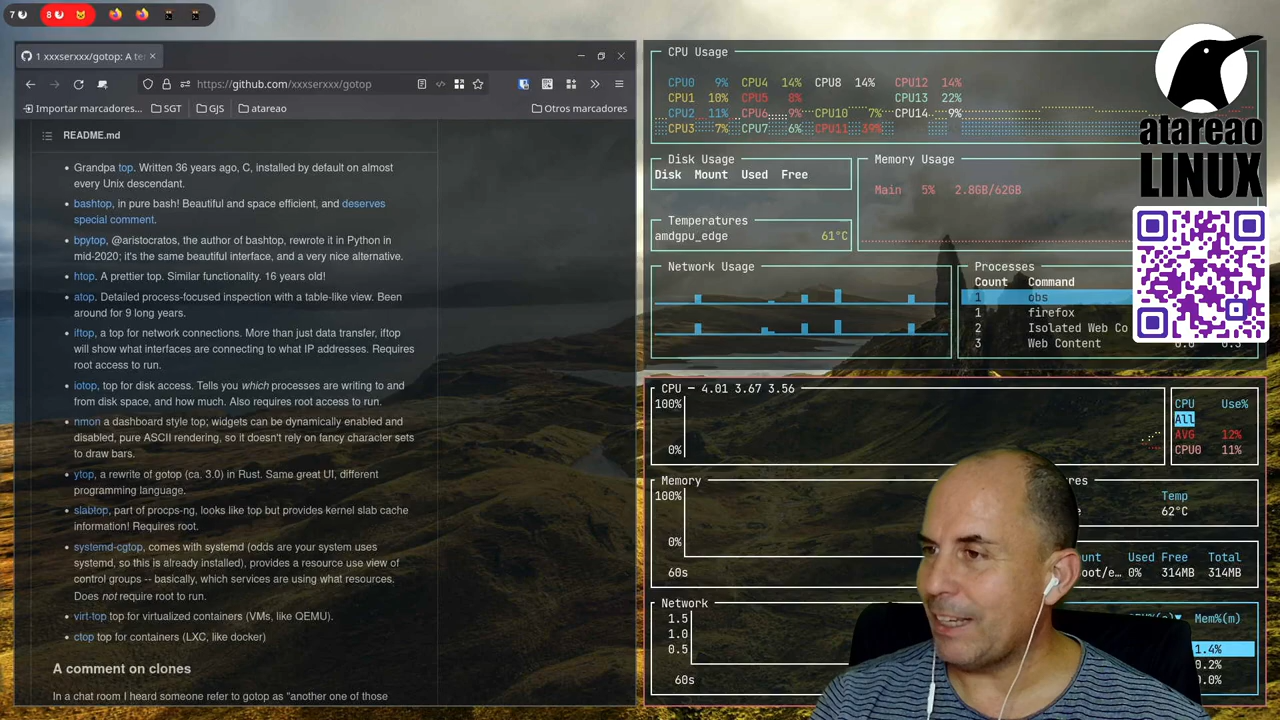 7
8
1 xxxserxxx/gotop: A te
https://github.com/xxxserxxx/gotop
Importar marcadores...
SGT
GJS
atareao
Otros marcadores
README.md
Grandpa top. Written 36 years ago, C, installed by default on almost
every Unix descendant.
bashtop, in pure bash! Beautiful and space efficient, and deserves
special comment.
bpytop, @aristocratos, the author of bashtop, rewrote it in Python in
mid-2020; it's the same beautiful interface, and a very nice alternative.
htop. A prettier top. Similar functionality. 16 years old!
atop. Detailed process-focused inspection with a table-like view. Been
around for 9 long years.
iftop, a top for network connections. More than just data transfer, iftop
will show what interfaces are connecting to what IP addresses. Requires
root access to run.
iotop, top for disk access. Tells you which processes are writing to and
from disk space, and how much. Also requires root access to run.
nmon a dashboard style top; widgets can be dynamically enabled and
disabled, pure ASCII rendering, so it doesn't rely on fancy character sets
to draw bars.
ytop, a rewrite of gotop (ca. 3.0) in Rust. Same great UI, different
programming language.
slabtop, part of procps-ng, looks like top but provides kernel slab cache
information! Requires root.
systemd-cgtop, comes with systemd (odds are your system uses
systemd, so this is already installed), provides a resource use view of
control groups -- basically, which services are using what resources.
Does not require root to run.
virt-top top for virtualized containers (VMs, like QEMU).
ctop top for containers (LXC, like docker)
A comment on clones
In a chat room I heard someone refer to gotop as "another one of those
CPU Usage
CPU0 9% CPU4 14% CPU8 14% CPU12 14%
CPU1 10% CPU5 8% CPU13 22%
CPU2 11% CPU6 9% CPU10 7% CPU14 9%
CPU3 7% CPU7 6% CPU11 39%
Disk Usage
Disk Mount Used Free
Temperatures
amdgpu_edge 61°C
Memory Usage
Main 5% 2.8GB/62GB
Network Usage
Processes
Count Command
1 obs
1 firefox
2 Isolated Web Co
3 Web Content
CPU 4.01 3.67 3.56
100%
0%
CPU Use%
All
AVG 12%
CPU0 11%
Memory
100%
0%
60s
res
Temp
62°C
unt Used Free Total
oot/e… 0% 314MB 314MB
Network
1.5
1.0
0.5
60s
Mem%(m)
1.4%
0.2%
0.0%
atareao
LINUX